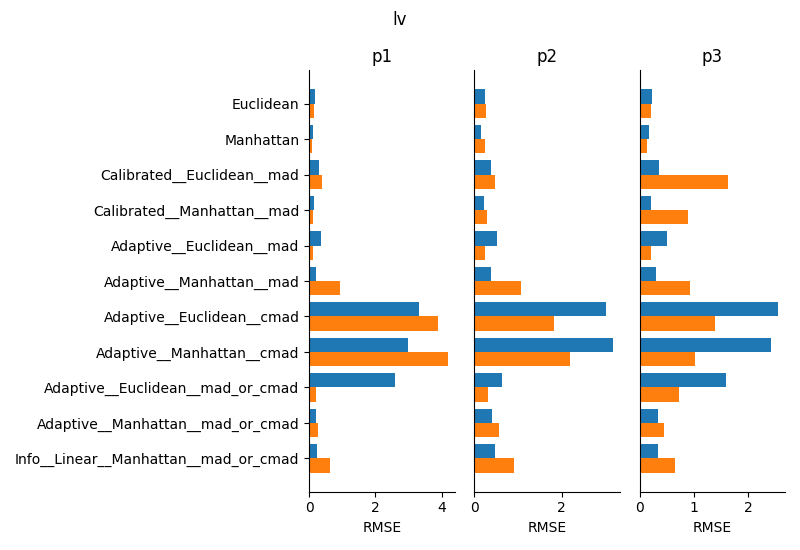 lv
p1 p2 p3
Euclidean
Manhattan
Calibrated__Euclidean__mad
Calibrated__Manhattan__mad
Adaptive__Euclidean__mad
Adaptive__Manhattan__mad
Adaptive__Euclidean__cmad
Adaptive__Manhattan__cmad
Adaptive__Euclidean__mad_or_cmad
Adaptive__Manhattan__mad_or_cmad
Info__Linear__Manhattan__mad_or_cmad
0 2 4 0 2 0 1 2
RMSE RMSE RMSE